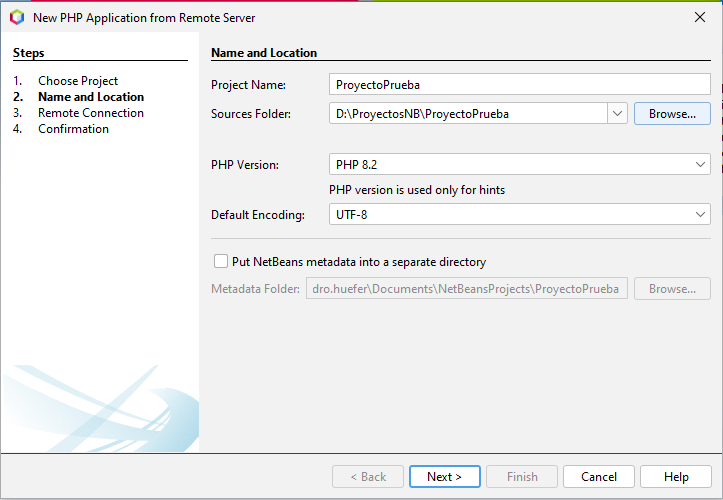 New PHP Application from Remote Server
Steps
1. Choose Project
2. Name and Location
3. Remote Connection
4. Confirmation
Name and Location
Project Name: ProyectoPrueba
Sources Folder: D:\ProyectosNB\ProyectoPrueba Browse...
PHP Version: PHP 8.2
PHP version is used only for hints
Default Encoding: UTF-8
Put NetBeans metadata into a separate directory
Metadata Folder: dro.huefer\Documents\NetBeansProjects\ProyectoPrueba Browse...
< Back Next > Finish Cancel Help